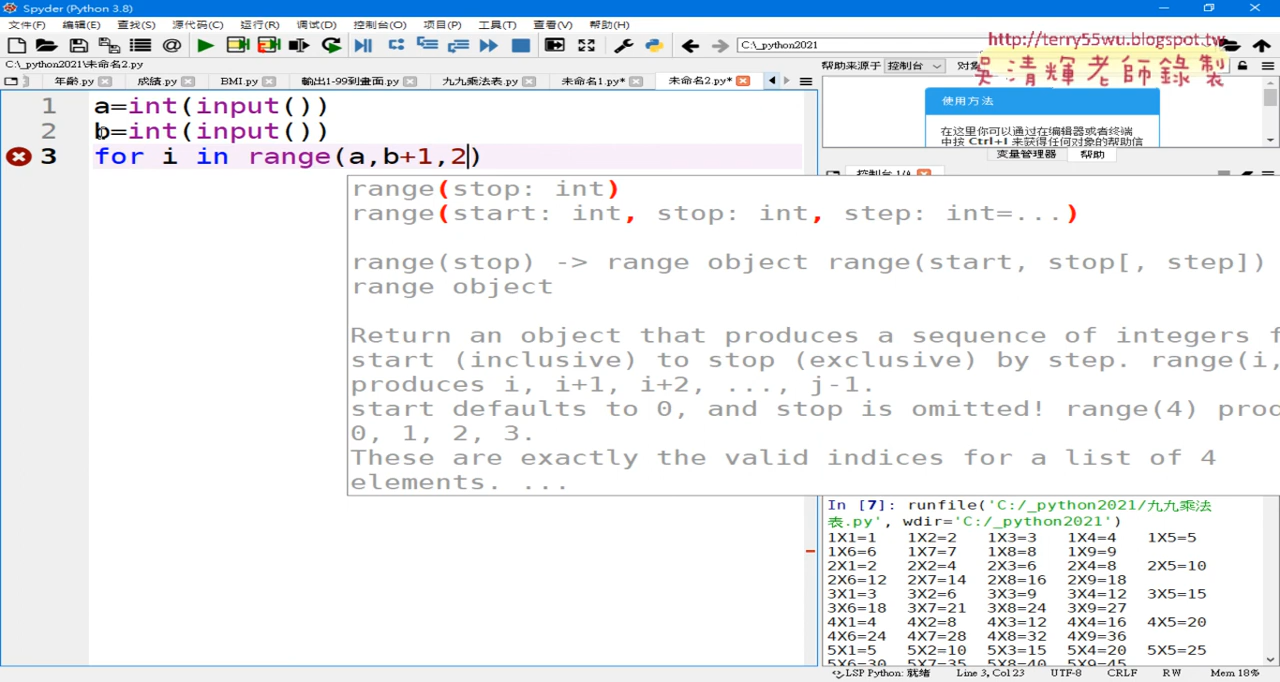 Spyder (Python 3.8)
文件(F) 编辑(E) 查找(S) 源代码(C) 运行(R) 调试(D) 控制台(O) 项目(P) 工具(T) 查看(V) 帮助(H)
C:\_python2021
http://terry55wu.blogspot.tw
吳清輝老師錄製
C:\_python2021\未命名2.py
帮助来源于 控制台 对象
年齡.py 成績.py BMI.py 輸出1-99到畫面.py 九九乘法表.py 未命名1.py* 未命名2.py*
使用方法
在这里你可以通过在编辑器或者终端
中按 Ctrl+I 来获得任何对象的帮助信
变量管理器 帮助
控制台 1/A
1 a=int(input())
2 b=int(input())
3 for i in range(a,b+1,2)
range(stop: int)
range(start: int, stop: int, step: int=...)
range(stop) -> range object range(start, stop[, step])
range object
Return an object that produces a sequence of integers f
start (inclusive) to stop (exclusive) by step. range(i,
produces i, i+1, i+2, ..., j-1.
start defaults to 0, and stop is omitted! range(4) prod
0, 1, 2, 3.
These are exactly the valid indices for a list of 4
elements. ...
In [7]: runfile('C:/_python2021/九九乘法
表.py', wdir='C:/_python2021')
1X1=1 1X2=2 1X3=3 1X4=4 1X5=5
1X6=6 1X7=7 1X8=8 1X9=9
2X1=2 2X2=4 2X3=6 2X4=8 2X5=10
2X6=12 2X7=14 2X8=16 2X9=18
3X1=3 3X2=6 3X3=9 3X4=12 3X5=15
3X6=18 3X7=21 3X8=24 3X9=27
4X1=4 4X2=8 4X3=12 4X4=16 4X5=20
4X6=24 4X7=28 4X8=32 4X9=36
5X1=5 5X2=10 5X3=15 5X4=20 5X5=25
5X6=30 5X7=35 5X8=40 5X9=45
LSP Python: 就绪 Line 3, Col 23 UTF-8 CRLF RW Mem 18%